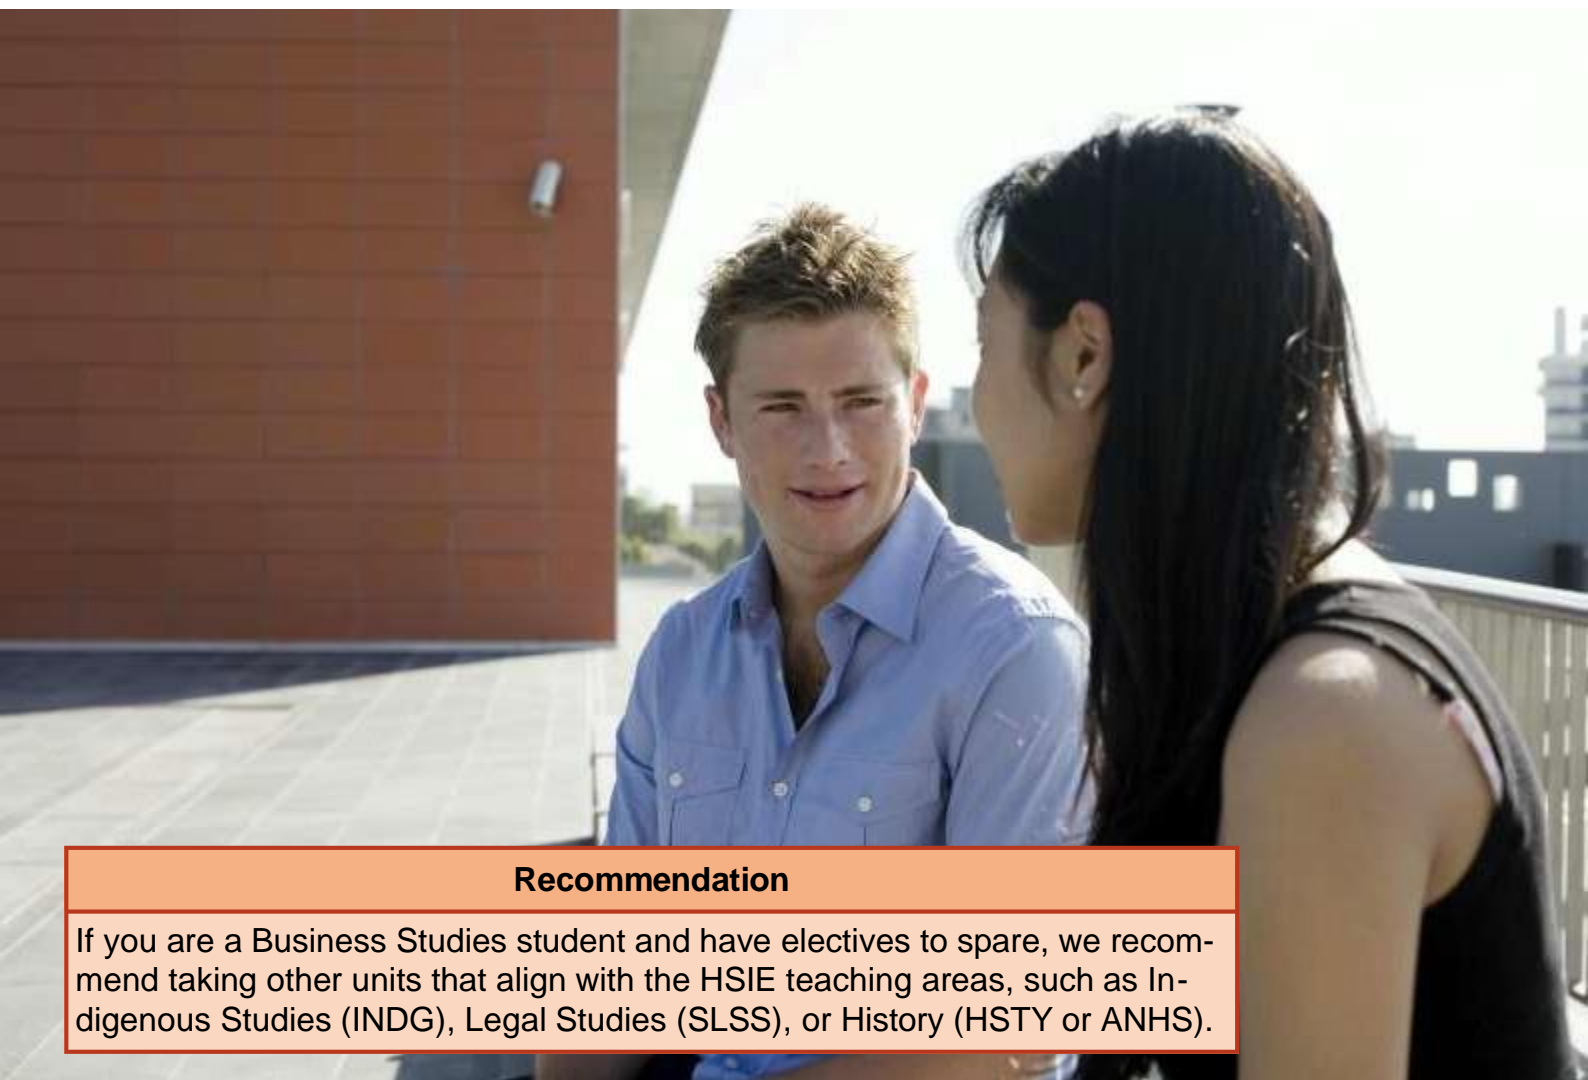 Recommendation
If you are a Business Studies student and have electives to spare, we recom-
mend taking other units that align with the HSIE teaching areas, such as In-
digenous Studies (INDG), Legal Studies (SLSS), or History (HSTY or ANHS).